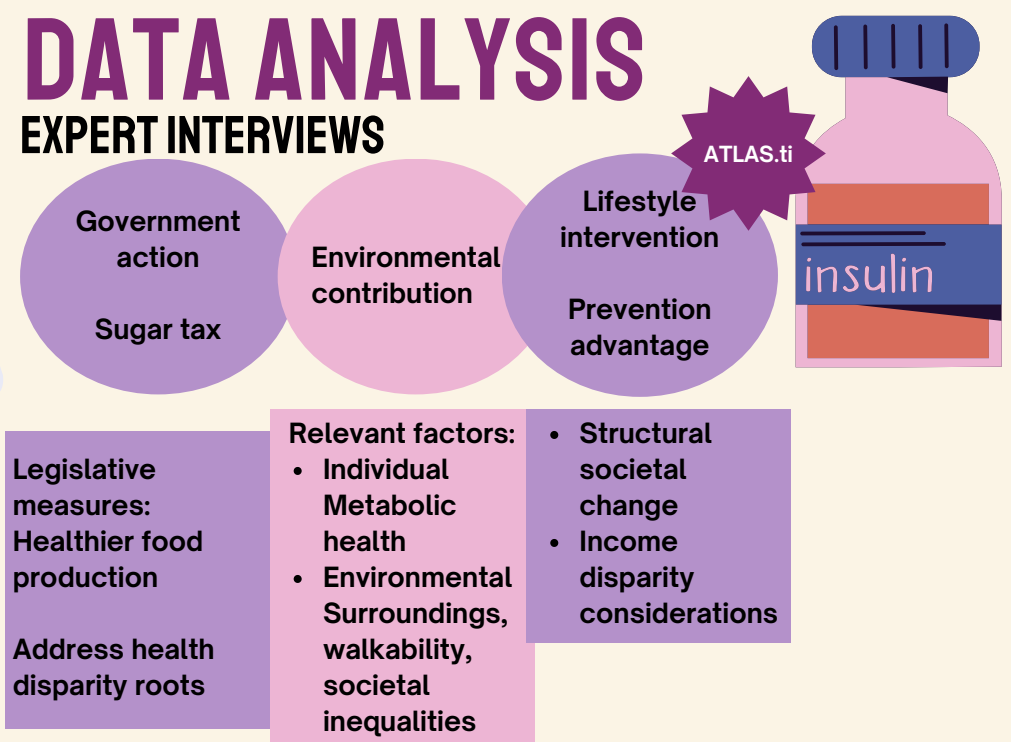 DATA ANALYSIS
EXPERT INTERVIEWS
ATLAS.ti
insulin
Government
action
Sugar tax
Environmental
contribution
Lifestyle
intervention
Prevention
advantage
Legislative
measures:
Healthier food
production
Address health
disparity roots
Relevant factors:
• Individual
Metabolic
health
• Environmental
Surroundings,
walkability,
societal
inequalities
• Structural
societal
change
• Income
disparity
considerations